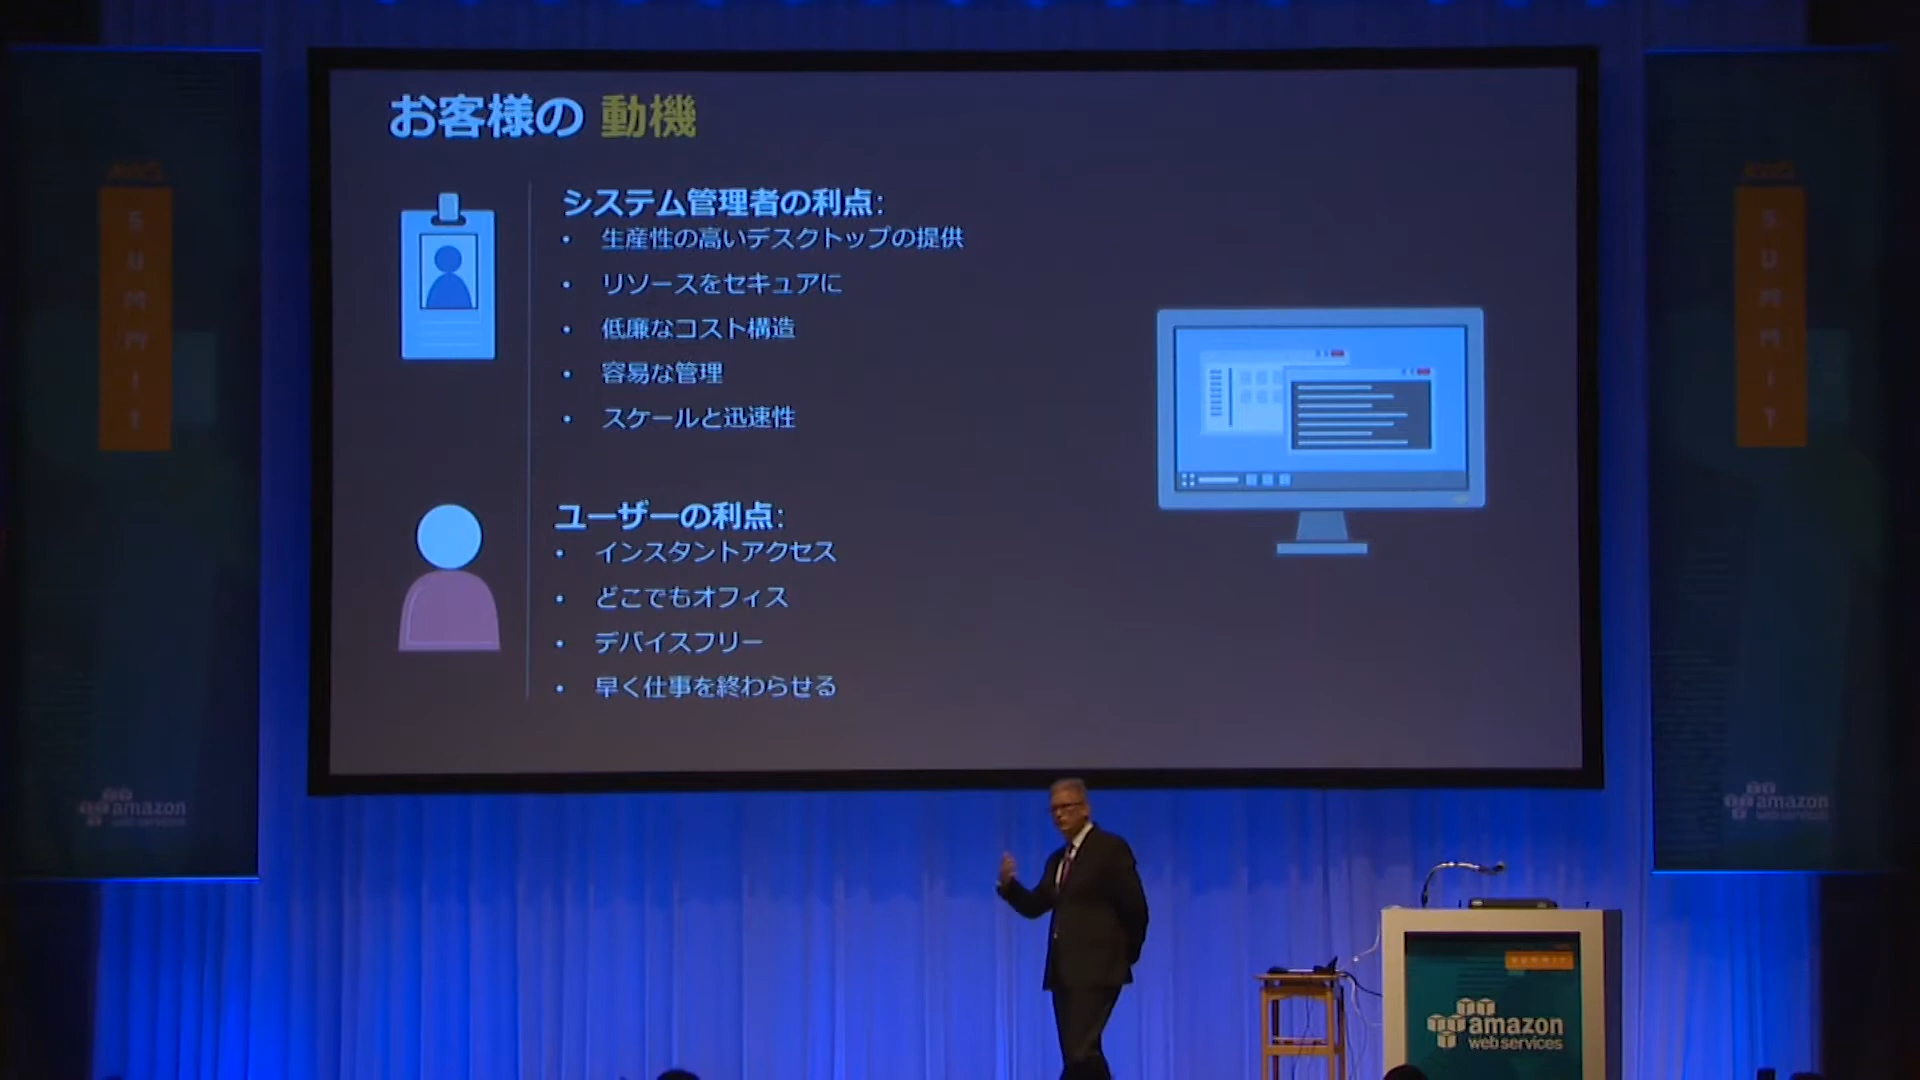 お客様の 動機
システム管理者の利点:
• 生産性の高いデスクトップの提供
• リソースをセキュアに
• 低廉なコスト構造
• 容易な管理
• スケールと迅速性
ユーザーの利点:
• インスタントアクセス
• どこでもオフィス
• デバイスフリー
• 早く仕事を終わらせる
SUMMIT
amazon
web services
SUMMIT
amazon
web services
SUMMIT
amazon
web services